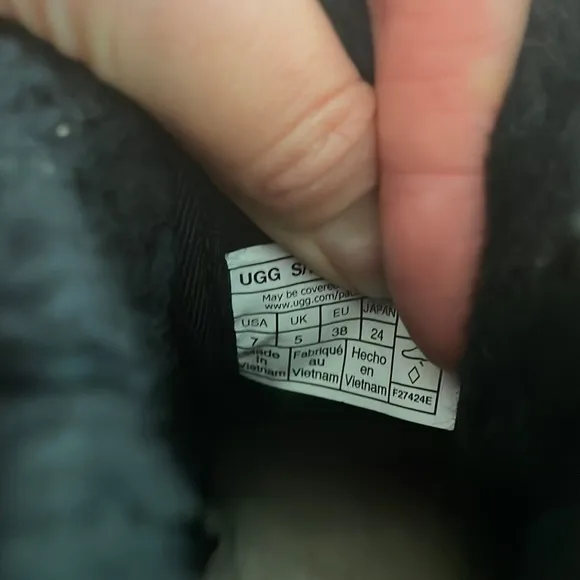 UGG
May be covered
www.ugg.com/pa
USA UK EU JAPAN
7 5 38 24
Made in Vietnam
Fabriqué au Vietnam
Hecho en Vietnam
F27424E